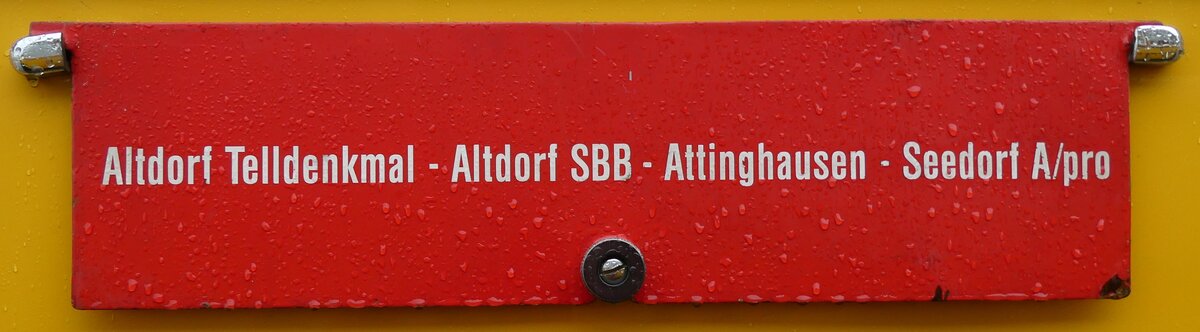 Altdorf Telldenkmal - Altdorf SBB - Attinghausen - Seedorf A/pro